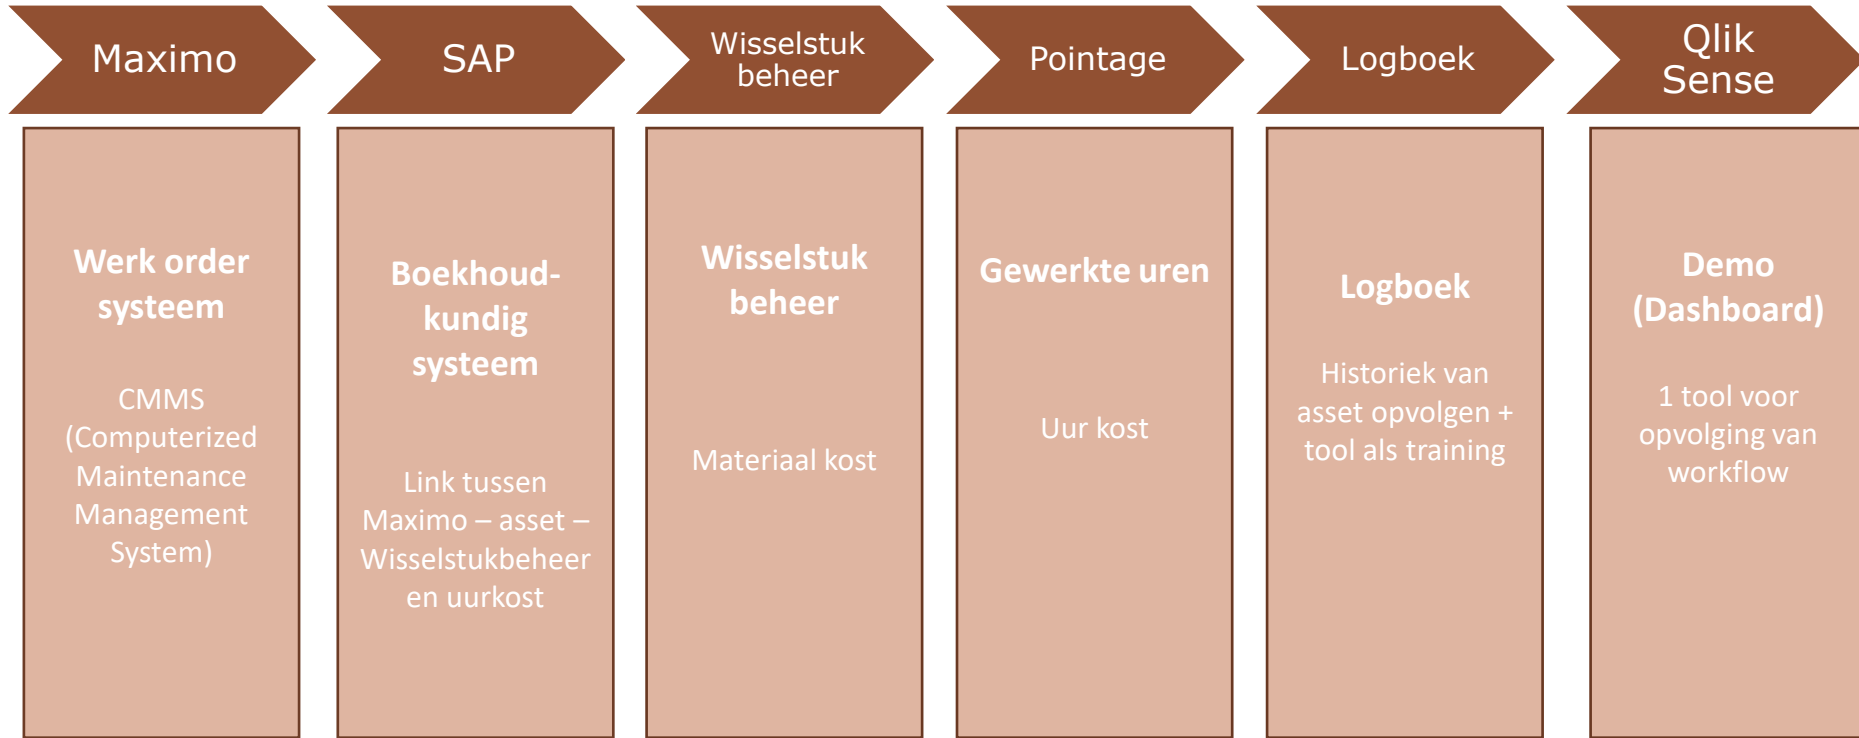 Maximo
SAP
Wisselstuk
beheer
Pointage
Logboek
Qlik
Sense
Werk order
systeem
CMMS
(Computerized
Maintenance
Management
System)
Boekhoud-
kundig
systeem
Link tussen
Maximo – asset –
Wisselstukbeheer
en uurkost
Wisselstuk
beheer
Materiaal kost
Gewerkte uren
Uur kost
Logboek
Historiek van
asset opvolgen +
tool als training
Demo
(Dashboard)
1 tool voor
opvolging van
workflow